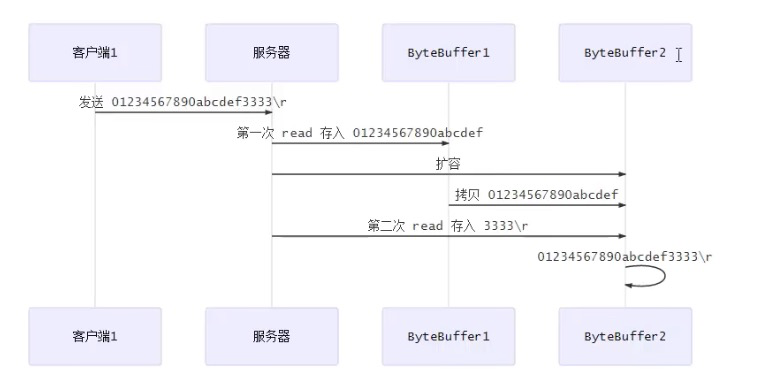 客户端1
服务器
ByteBuffer1
ByteBuffer2
发送 01234567890abcdef3333\r
第一次 read 存入 01234567890abcdef
扩容
拷贝 01234567890abcdef
第二次 read 存入 3333\r
01234567890abcdef3333\r
客户端1
服务器
ByteBuffer1
ByteBuffer2